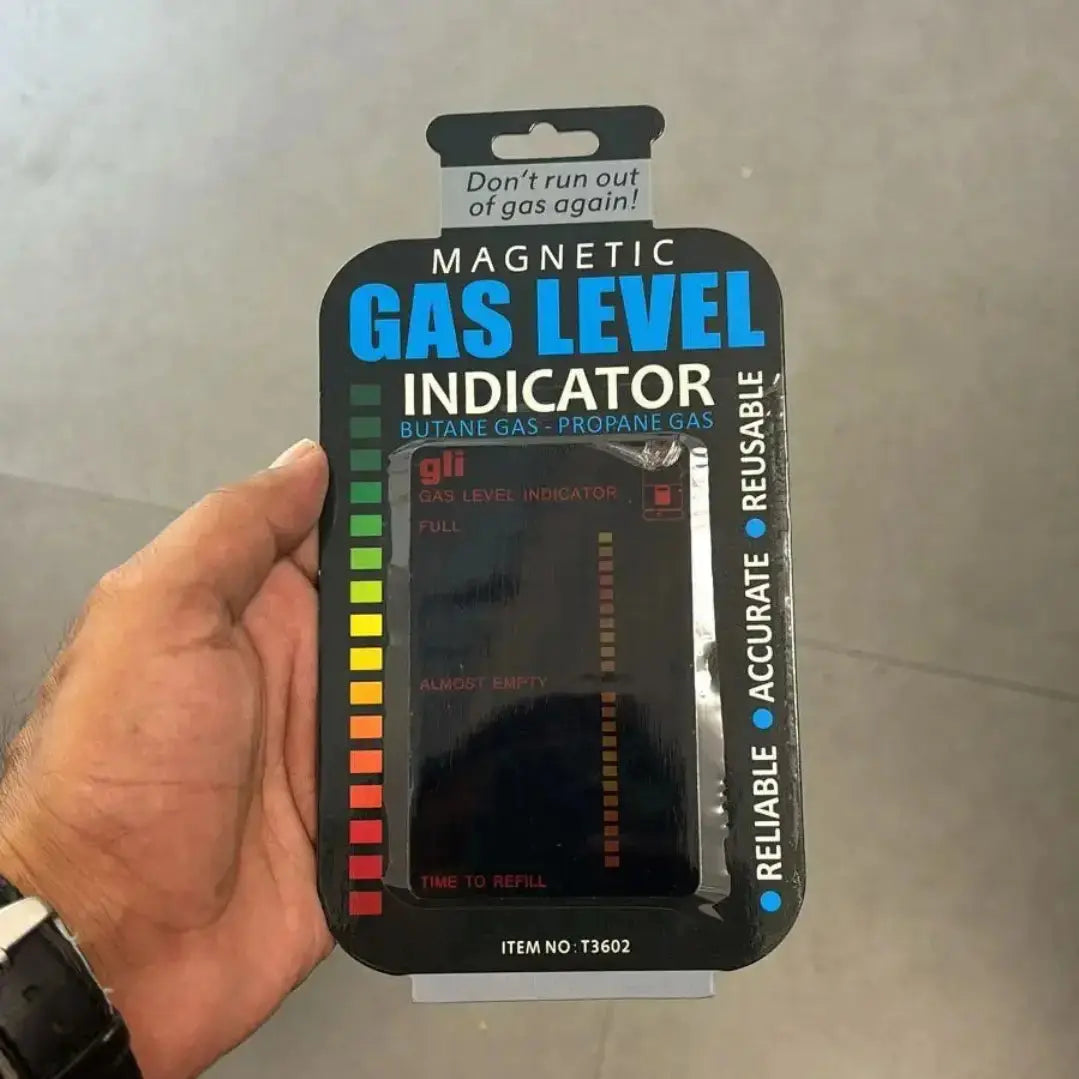 Don't run out
of gas again!
MAGNETIC
GAS LEVEL
INDICATOR
BUTANE GAS - PROPANE GAS
gli
GAS LEVEL INDICATOR
FULL
ALMOST EMPTY
TIME TO REFILL
RELIABLE • ACCURATE • REUSABLE
ITEM NO: T3602